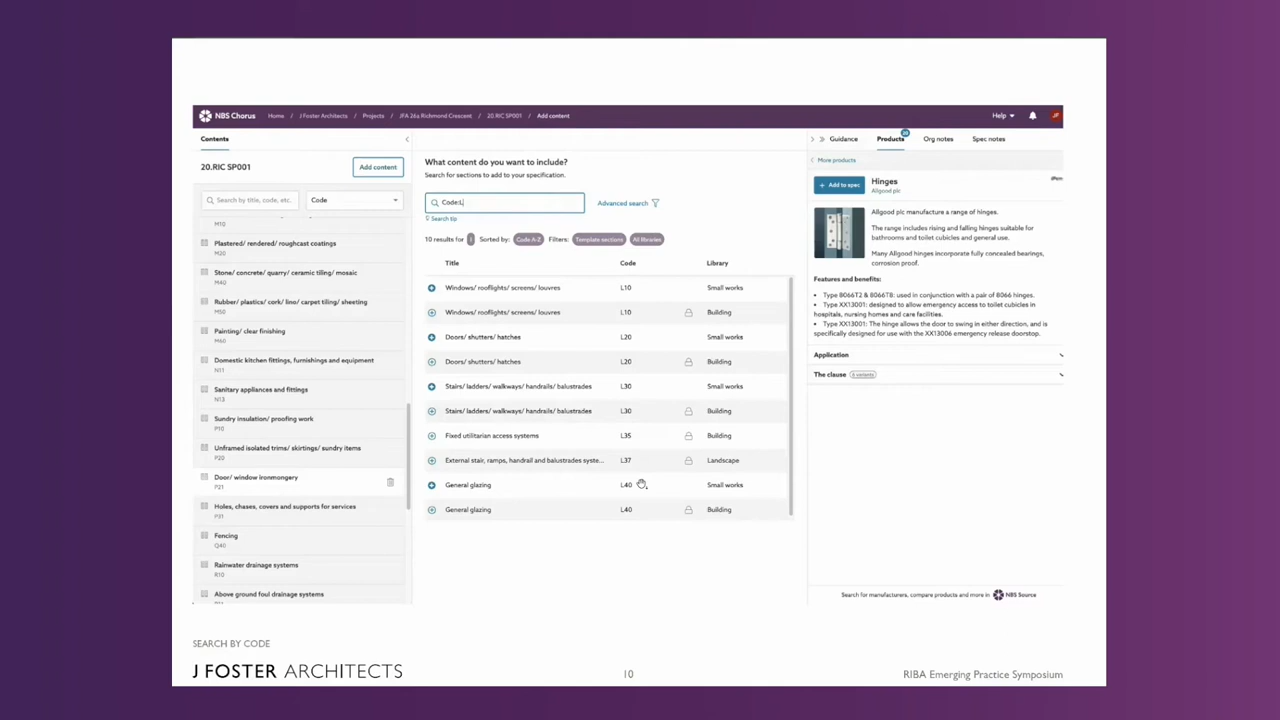 NBS Chorus Home / J Foster Architects / Projects / JFA 26a Richmond Crescent / 20.RIC SP001 / Add content Help
Contents
20.RIC SP001 Add content
Search by title, code, etc. Code
M10
Plastered/ rendered/ roughcast coatings
M20
Stone/ concrete/ quarry/ ceramic tiling/ mosaic
M40
Rubber/ plastics/ cork/ lino/ carpet tiling/ sheeting
M50
Painting/ clear finishing
M60
Domestic kitchen fittings, furnishings and equipment
N11
Sanitary appliances and fittings
N13
Sundry insulation/ proofing work
P10
Unframed isolated trims/ skirtings/ sundry items
P20
Door/ window ironmongery
P21
Holes, chases, covers and supports for services
P31
Fencing
Q40
Rainwater drainage systems
R10
Above ground foul drainage systems
What content do you want to include?
Search for sections to add to your specification.
Code:L Advanced search
Search tip
10 results for l Sorted by: Code A-Z Filters: Template sections All libraries
Title Code Library
Windows/ rooflights/ screens/ louvres L10 Small works
Windows/ rooflights/ screens/ louvres L10 Building
Doors/ shutters/ hatches L20 Small works
Doors/ shutters/ hatches L20 Building
Stairs/ ladders/ walkways/ handrails/ balustrades L30 Small works
Stairs/ ladders/ walkways/ handrails/ balustrades L30 Building
Fixed utilitarian access systems L35 Building
External stair, ramps, handrail and balustrades syste... L37 Landscape
General glazing L40 Small works
General glazing L40 Building
Guidance Products Org notes Spec notes
More products
+ Add to spec
Hinges
Allgood plc
Allgood plc manufacture a range of hinges.
The range includes rising and falling hinges suitable for
bathrooms and toilet cubicles and general use.
Many Allgood hinges incorporate fully concealed bearings,
corrosion proof.
Features and benefits:
• Type 8066T2 & 8066T8: used in conjunction with a pair of 8066 hinges.
• Type XX13001: designed to allow emergency access to toilet cubicles in
hospitals, nursing homes and care facilities.
• Type XX13001: The hinge allows the door to swing in either direction, and is
specifically designed for use with the XX13006 emergency release doorstop.
Application
The clause
Search for manufacturers, compare products and more in NBS Source
SEARCH BY CODE
J FOSTER ARCHITECTS
10
RIBA Emerging Practice Symposium